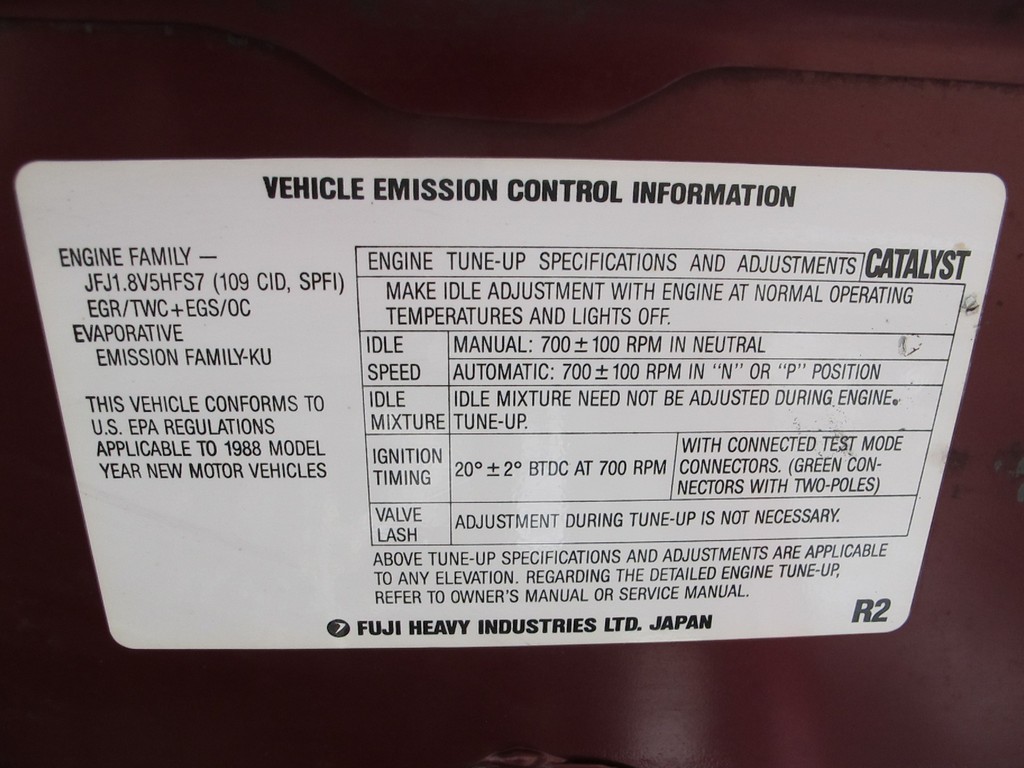 VEHICLE EMISSION CONTROL INFORMATION
ENGINE FAMILY —
JFJ1.8V5HFS7 (109 CID, SPFI)
EGR/TWC+EGS/OC
EVAPORATIVE
EMISSION FAMILY-KU
THIS VEHICLE CONFORMS TO
U.S. EPA REGULATIONS
APPLICABLE TO 1988 MODEL
YEAR NEW MOTOR VEHICLES
ENGINE TUNE-UP SPECIFICATIONS AND ADJUSTMENTS CATALYST
MAKE IDLE ADJUSTMENT WITH ENGINE AT NORMAL OPERATING
TEMPERATURES AND LIGHTS OFF.
IDLE MANUAL: 700±100 RPM IN NEUTRAL
SPEED AUTOMATIC: 700±100 RPM IN "N" OR "P" POSITION
IDLE IDLE MIXTURE NEED NOT BE ADJUSTED DURING ENGINE
MIXTURE TUNE-UP.
IGNITION
TIMING
20°±2° BTDC AT 700 RPM
WITH CONNECTED TEST MODE
CONNECTORS. (GREEN CON-
NECTORS WITH TWO-POLES)
VALVE
LASH
ADJUSTMENT DURING TUNE-UP IS NOT NECESSARY.
ABOVE TUNE-UP SPECIFICATIONS AND ADJUSTMENTS ARE APPLICABLE
TO ANY ELEVATION. REGARDING THE DETAILED ENGINE TUNE-UP,
REFER TO OWNER'S MANUAL OR SERVICE MANUAL.
FUJI HEAVY INDUSTRIES LTD. JAPAN
R2